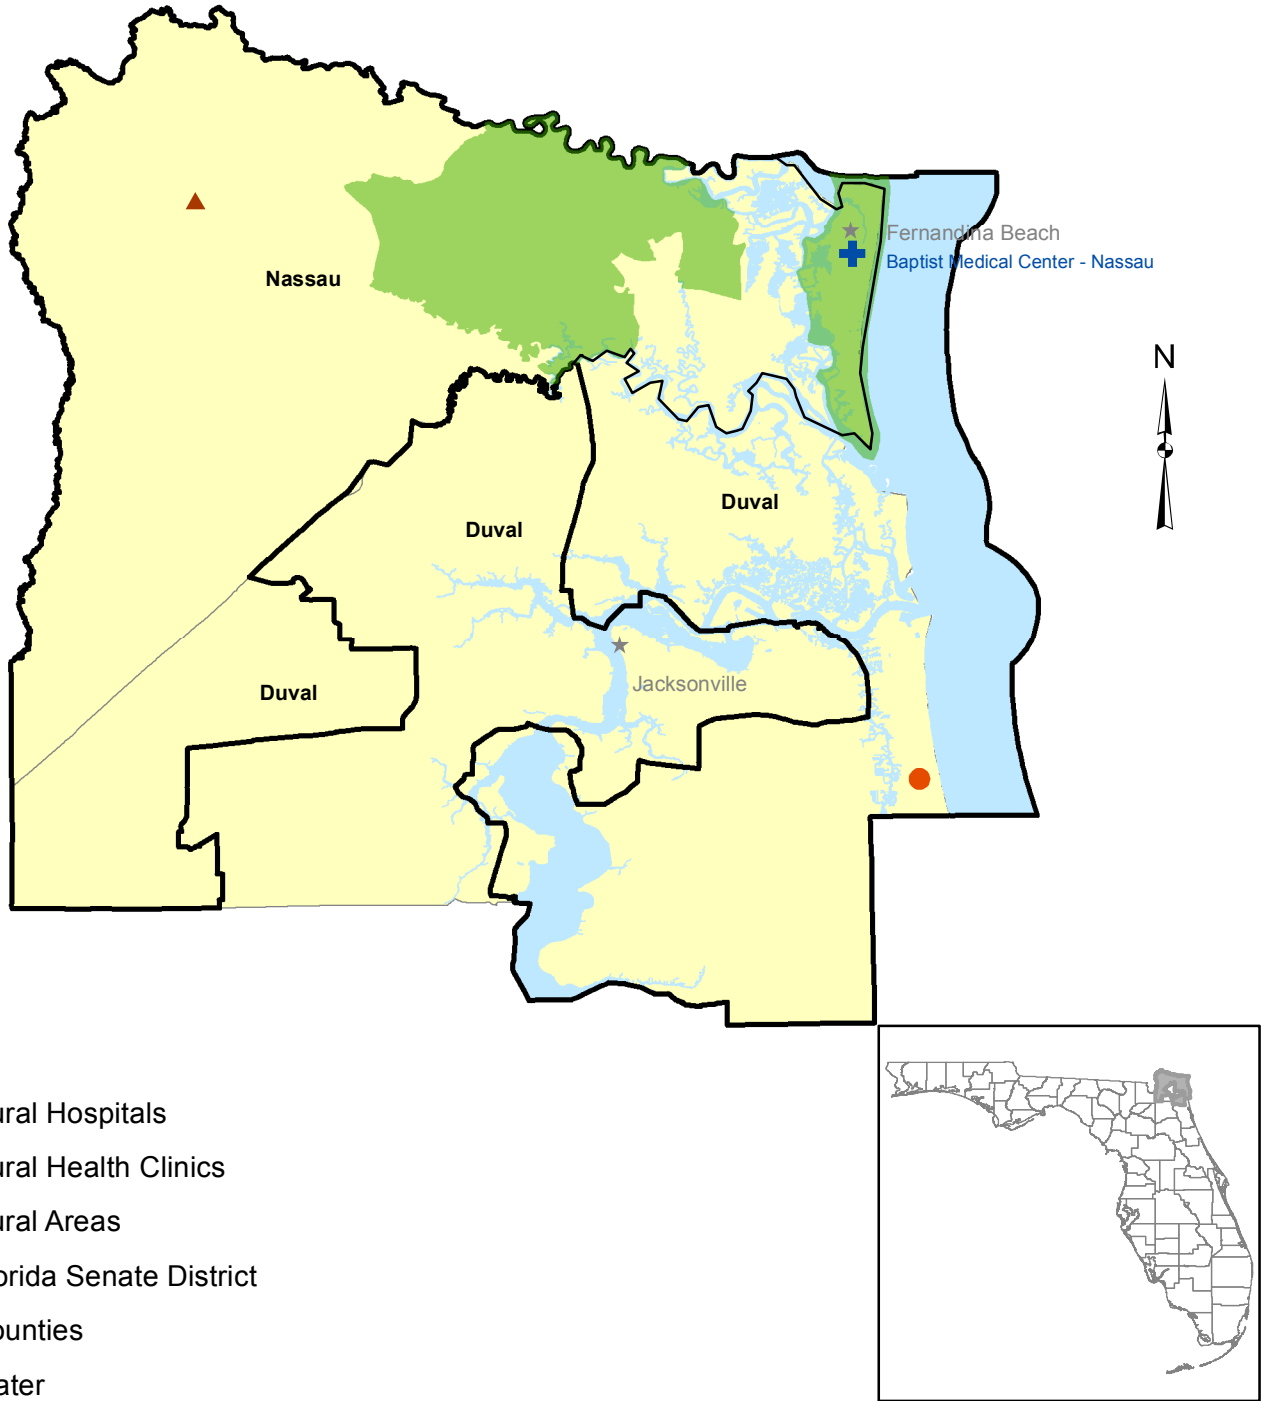 Fernandina Beach
Baptist Medical Center - Nassau
Nassau
N
Duval
Duval
Jacksonville
Duval
ural Hospitals
ural Health Clinics
ural Areas
orida Senate District
ounties
ater